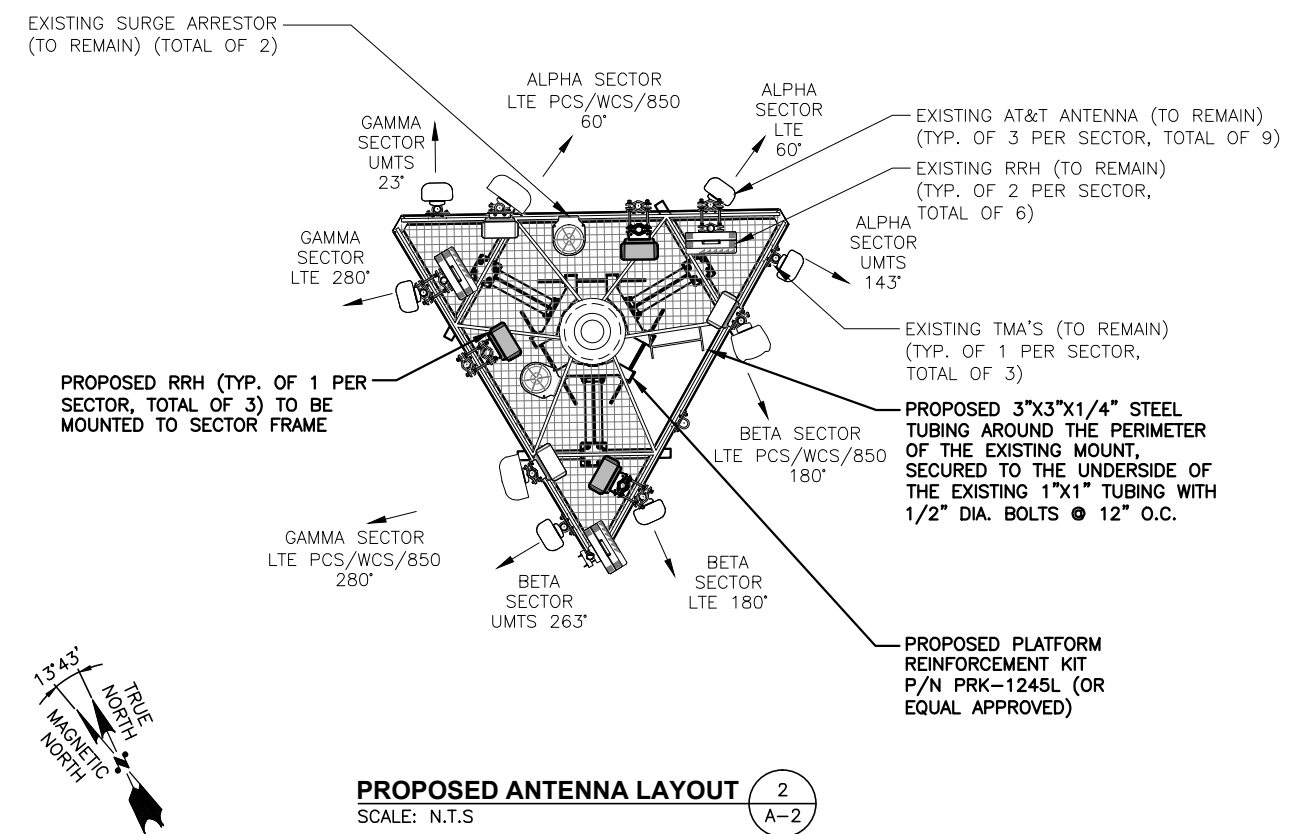 EXISTING SURGE ARRESTOR
(TO REMAIN) (TOTAL OF 2)
ALPHA SECTOR
LTE PCS/WCS/850
60°
ALPHA
SECTOR
LTE
60°
GAMMA
SECTOR
UMTS
23°
EXISTING AT&T ANTENNA (TO REMAIN)
(TYP. OF 3 PER SECTOR, TOTAL OF 9)
EXISTING RRH (TO REMAIN)
(TYP. OF 2 PER SECTOR,
TOTAL OF 6)
ALPHA
SECTOR
UMTS
143°
GAMMA
SECTOR
LTE 280°
EXISTING TMA'S (TO REMAIN)
(TYP. OF 1 PER SECTOR,
TOTAL OF 3)
PROPOSED RRH (TYP. OF 1 PER
SECTOR, TOTAL OF 3) TO BE
MOUNTED TO SECTOR FRAME
PROPOSED 3"X3"X1/4" STEEL
TUBING AROUND THE PERIMETER
OF THE EXISTING MOUNT,
SECURED TO THE UNDERSIDE OF
THE EXISTING 1"X1" TUBING WITH
1/2" DIA. BOLTS @ 12" O.C.
BETA SECTOR
LTE PCS/WCS/850
180°
GAMMA SECTOR
LTE PCS/WCS/850
280°
BETA
SECTOR
UMTS 263°
BETA
SECTOR
LTE 180°
PROPOSED PLATFORM
REINFORCEMENT KIT
P/N PRK-1245L (OR
EQUAL APPROVED)
13°43'
TRUE
NORTH
MAGNETIC
NORTH
N
PROPOSED ANTENNA LAYOUT
SCALE: N.T.S
2
A-2